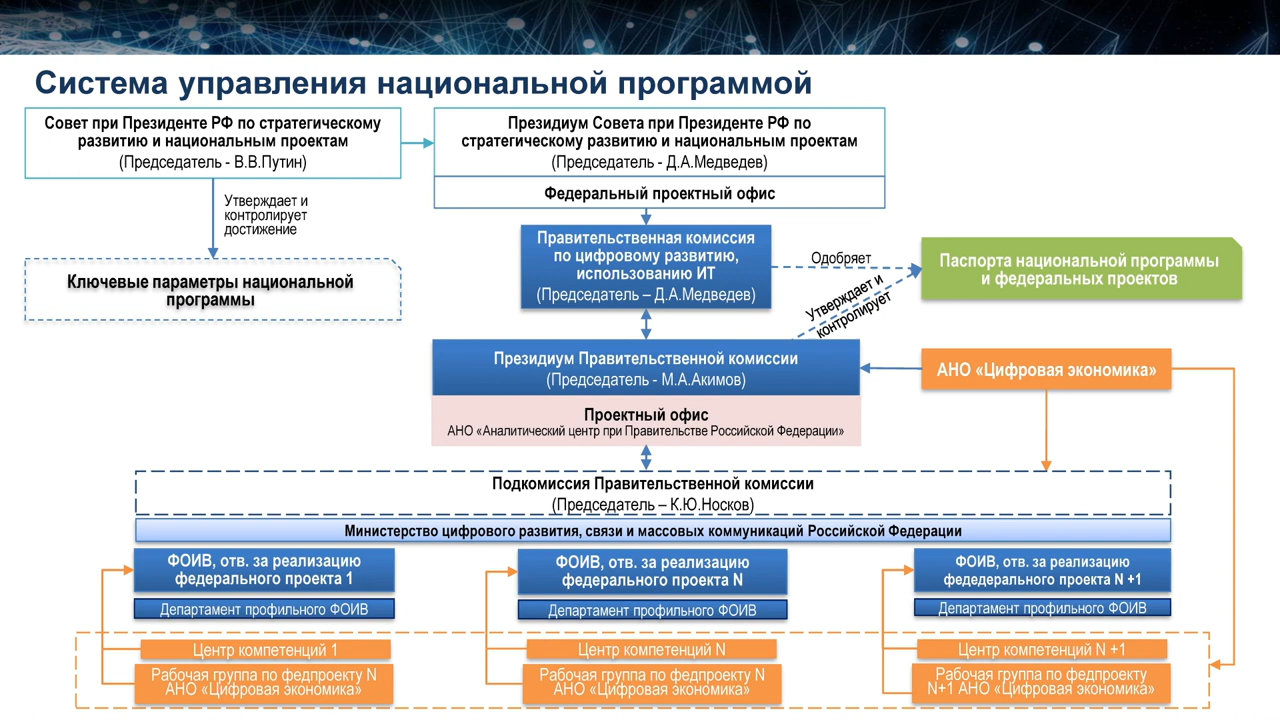 Система управления национальной программой
Совет при Президенте РФ по стратегическому
развитию и национальным проектам
(Председатель - В.В.Путин)
Президиум Совета при Президенте РФ по
стратегическому развитию и национальным проектам
(Председатель - Д.А.Медведев)
Федеральный проектный офис
Утверждает и
контролирует
достижение
Ключевые параметры национальной
программы
Правительственная комиссия
по цифровому развитию,
использованию ИТ
(Председатель – Д.А.Медведев)
Одобряет
Утверждает и
контролирует
Паспорта национальной программы
и федеральных проектов
Президиум Правительственной комиссии
(Председатель - М.А.Акимов)
АНО «Цифровая экономика»
Проектный офис
АНО «Аналитический центр при Правительстве Российской Федерации»
Подкомиссия Правительственной комиссии
(Председатель – К.Ю.Носков)
Министерство цифрового развития, связи и массовых коммуникаций Российской Федерации
ФОИВ, отв. за реализацию
федерального проекта 1
Департамент профильного ФОИВ
Центр компетенций 1
Рабочая группа по федпроекту N
АНО «Цифровая экономика»
ФОИВ, отв. за реализацию
федерального проекта N
Департамент профильного ФОИВ
Центр компетенций N
Рабочая группа по федпроекту N
АНО «Цифровая экономика»
ФОИВ, отв. за реализацию
федедерального проекта N +1
Департамент профильного ФОИВ
Центр компетенций N +1
Рабочая группа по федпроекту
N+1 АНО «Цифровая экономика»